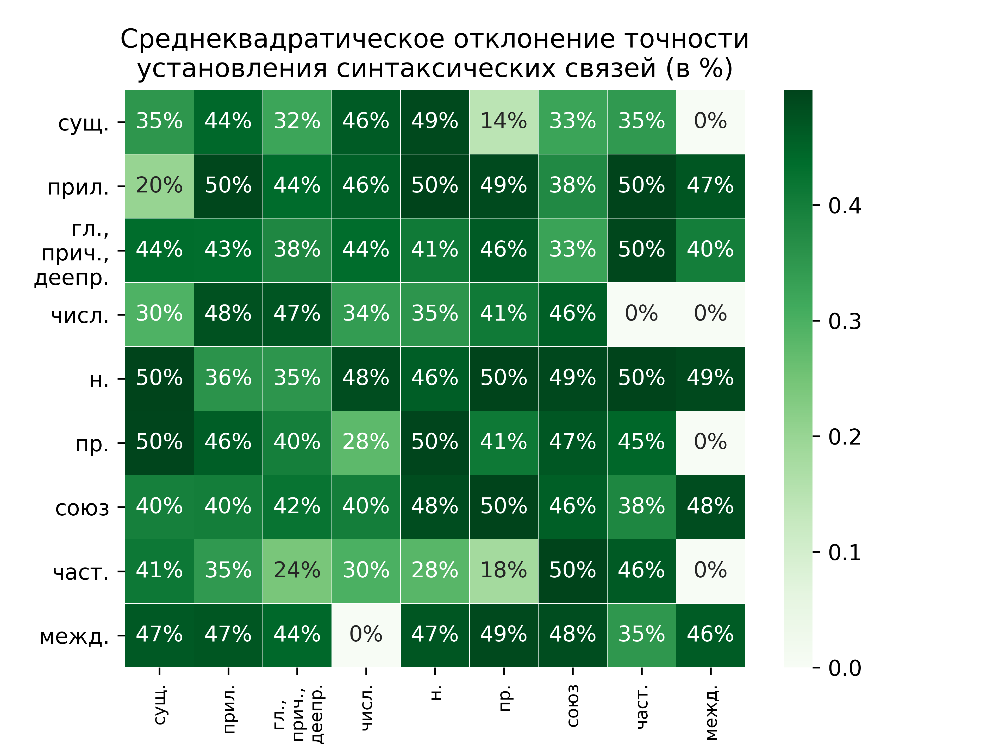 Среднеквадратическое отклонение точности
установления синтаксических связей (в %)
сущ. 35% 44% 32% 46% 49% 14% 33% 35% 0%
прил. 20% 50% 44% 46% 50% 49% 38% 50% 47%
гл.,
прич.,
деепр.
44% 43% 38% 44% 41% 46% 33% 50% 40%
числ. 30% 48% 47% 34% 35% 41% 46% 0% 0%
н. 50% 36% 35% 48% 46% 50% 49% 50% 49%
пр. 50% 46% 40% 28% 50% 41% 47% 45% 0%
союз 40% 40% 42% 40% 48% 50% 46% 38% 48%
част. 41% 35% 24% 30% 28% 18% 50% 46% 0%
межд. 47% 47% 44% 0% 47% 49% 48% 35% 46%
сущ.
прил.
гл.,
прич.,
деепр.
числ.
н.
пр.
союз
част.
межд.
0.4
0.3
0.2
0.1
0.0